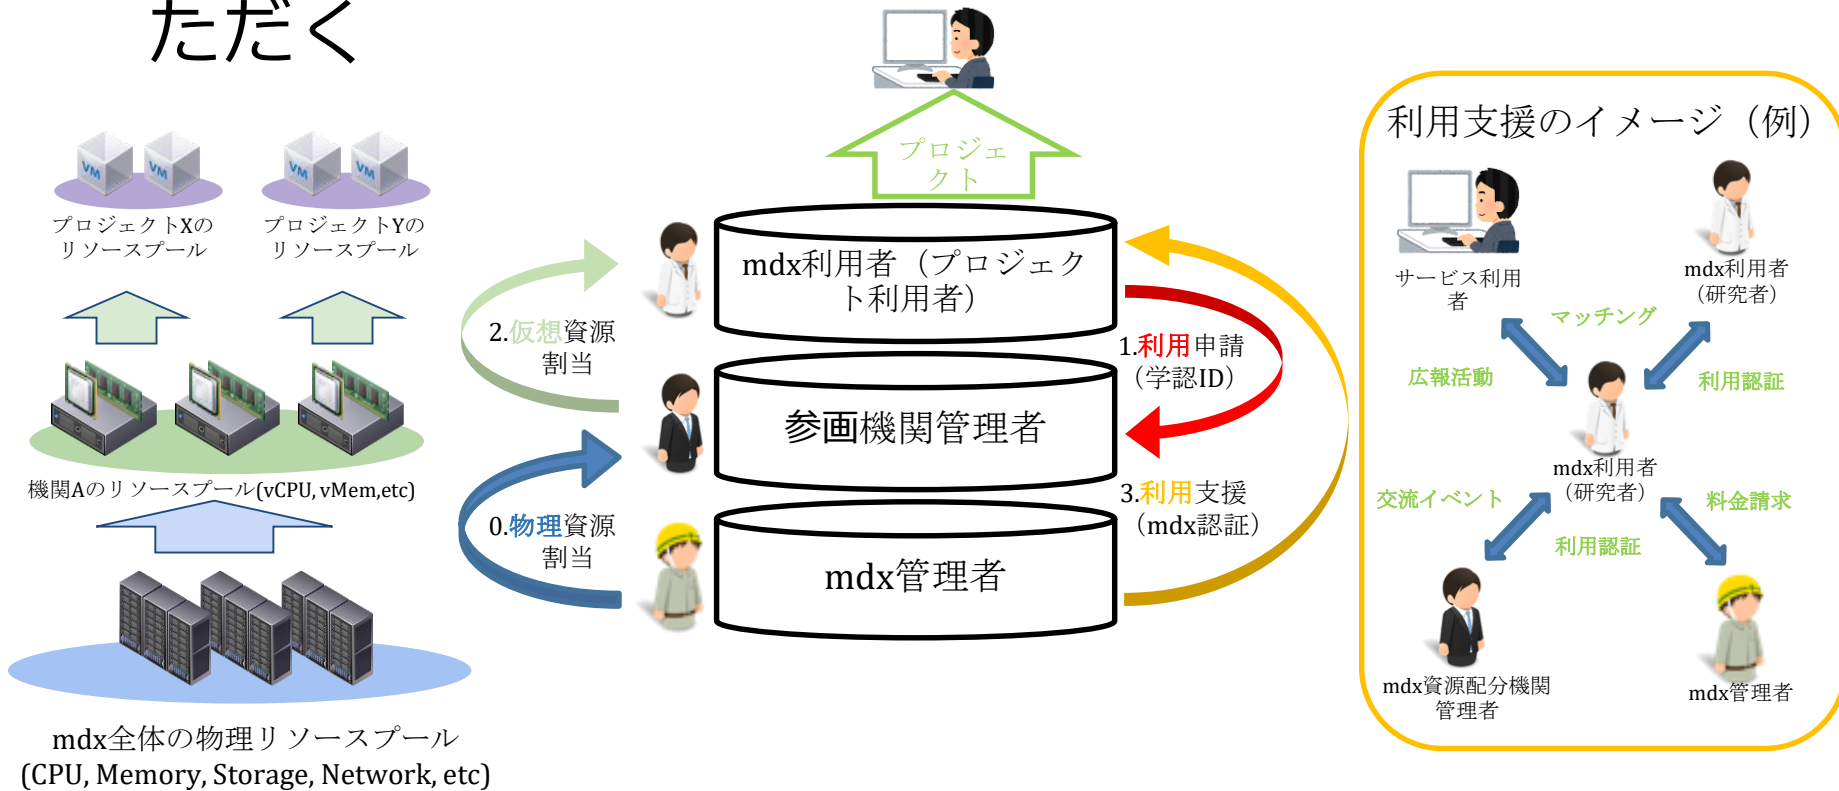 ただく
VM
VM
VM
VM
プロジェクトXの
リソースプール
プロジェクトYの
リソースプール
機関Aのリソースプール(vCPU, vMem,etc)
mdx全体の物理リソースプール
(CPU, Memory, Storage, Network, etc)
プロジェ
クト
mdx利用者（プロジェク
ト利用者）
参画機関管理者
mdx管理者
2.仮想資源
割当
0.物理資源
割当
1.利用申請
（学認ID）
3.利用支援
（mdx認証）
利用支援のイメージ（例）
サービス利用
者
mdx利用者
（研究者）
マッチング
広報活動
利用認証
mdx利用者
（研究者）
交流イベント
料金請求
利用認証
mdx資源配分機関
管理者
mdx管理者